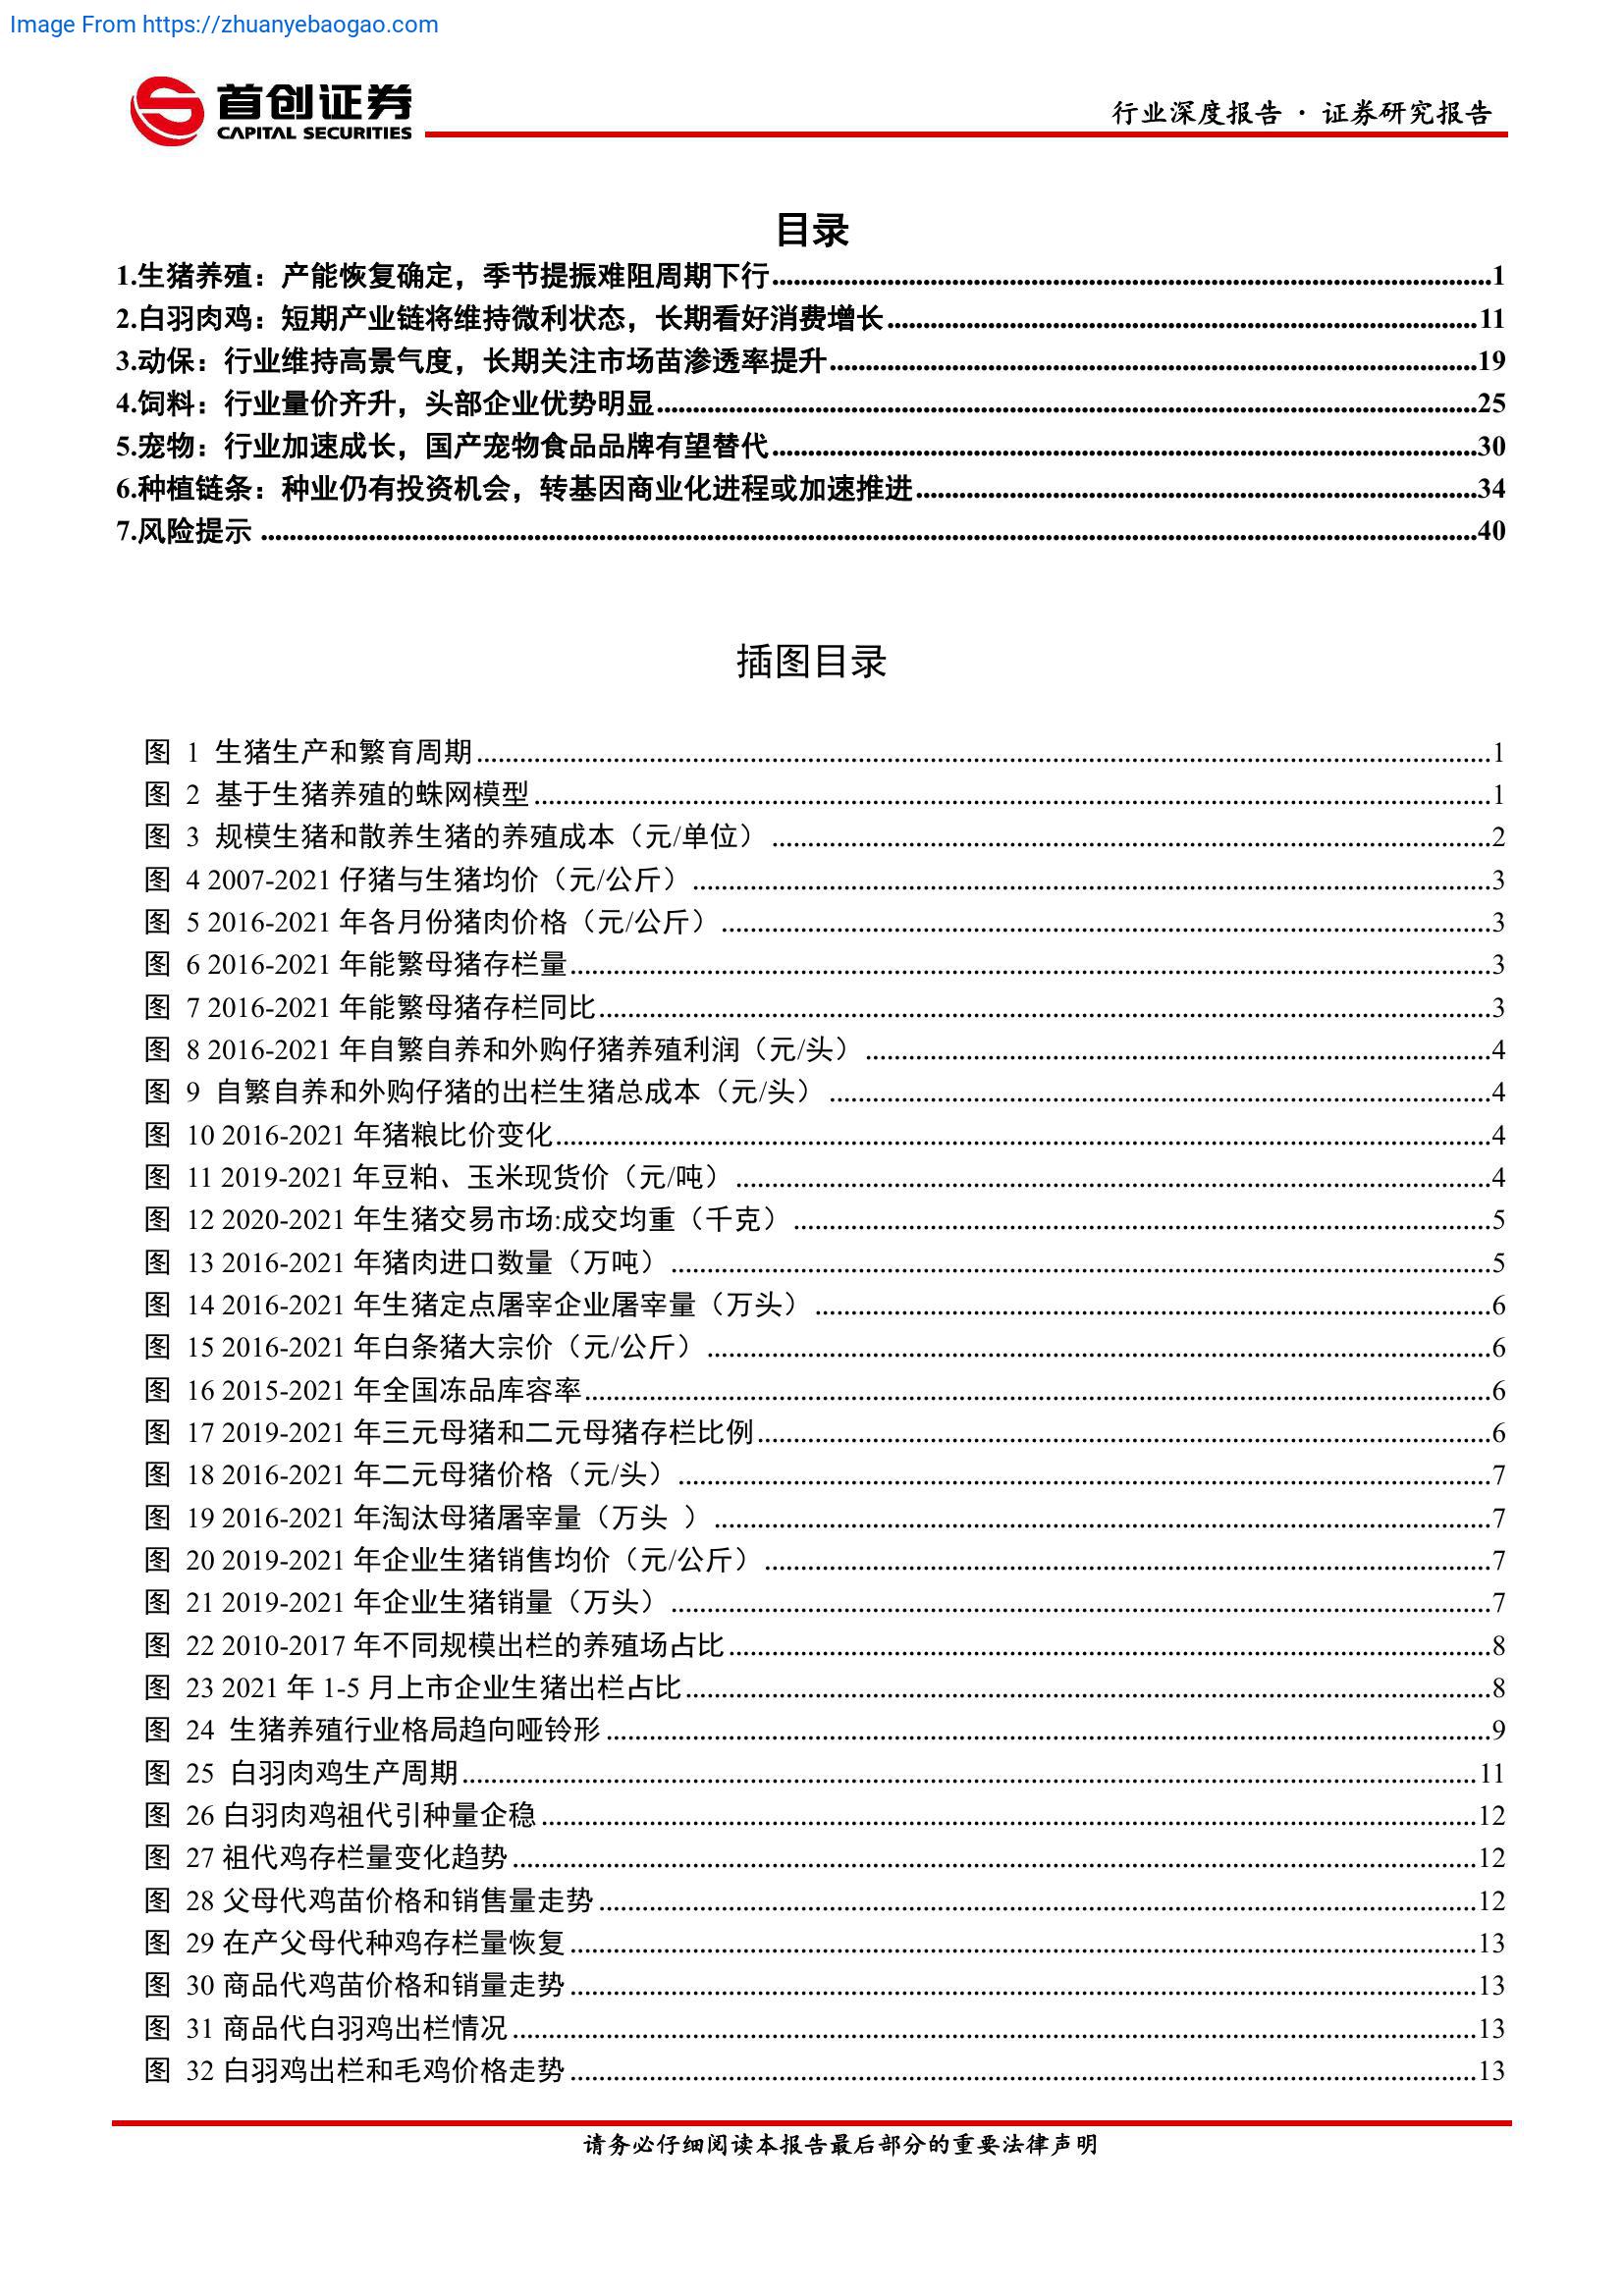 Image From https://zhuanyebaogao.com
首创证券
CAPITAL SECURITIES
行业深度报告 · 证券研究报告
目录
1.生猪养殖：产能恢复确定，季节提振难阻周期下行 1
2.白羽肉鸡：短期产业链将维持微利状态，长期看好消费增长 11
3.动保：行业维持高景气度，长期关注市场苗渗透率提升 19
4.饲料：行业量价齐升，头部企业优势明显 25
5.宠物：行业加速成长，国产宠物食品品牌有望替代 30
6.种植链条：种业仍有投资机会，转基因商业化进程或加速推进 34
7.风险提示 40
插图目录
图 1 生猪生产和繁育周期 1
图 2 基于生猪养殖的蛛网模型 1
图 3 规模生猪和散养生猪的养殖成本（元/单位） 2
图 4 2007-2021 仔猪与生猪均价（元/公斤） 3
图 5 2016-2021 年各月份猪肉价格（元/公斤） 3
图 6 2016-2021 年能繁母猪存栏量 3
图 7 2016-2021 年能繁母猪存栏同比 3
图 8 2016-2021 年自繁自养和外购仔猪养殖利润（元/头） 4
图 9 自繁自养和外购仔猪的出栏生猪总成本（元/头） 4
图 10 2016-2021 年猪粮比价变化 4
图 11 2019-2021 年豆粕、玉米现货价（元/吨） 4
图 12 2020-2021 年生猪交易市场:成交均重（千克） 5
图 13 2016-2021 年猪肉进口数量（万吨） 5
图 14 2016-2021 年生猪定点屠宰企业屠宰量（万头） 6
图 15 2016-2021 年白条猪大宗价（元/公斤） 6
图 16 2015-2021 年全国冻品库容率 6
图 17 2019-2021 年三元母猪和二元母猪存栏比例 6
图 18 2016-2021 年二元母猪价格（元/头） 7
图 19 2016-2021 年淘汰母猪屠宰量（万头 ） 7
图 20 2019-2021 年企业生猪销售均价（元/公斤） 7
图 21 2019-2021 年企业生猪销量（万头） 7
图 22 2010-2017 年不同规模出栏的养殖场占比 8
图 23 2021 年 1-5 月上市企业生猪出栏占比 8
图 24 生猪养殖行业格局趋向哑铃形 9
图 25 白羽肉鸡生产周期 11
图 26 白羽肉鸡祖代引种量企稳 12
图 27 祖代鸡存栏量变化趋势 12
图 28 父母代鸡苗价格和销售量走势 12
图 29 在产父母代种鸡存栏量恢复 13
图 30 商品代鸡苗价格和销量走势 13
图 31 商品代白羽鸡出栏情况 13
图 32 白羽鸡出栏和毛鸡价格走势 13
请务必仔细阅读本报告最后部分的重要法律声明